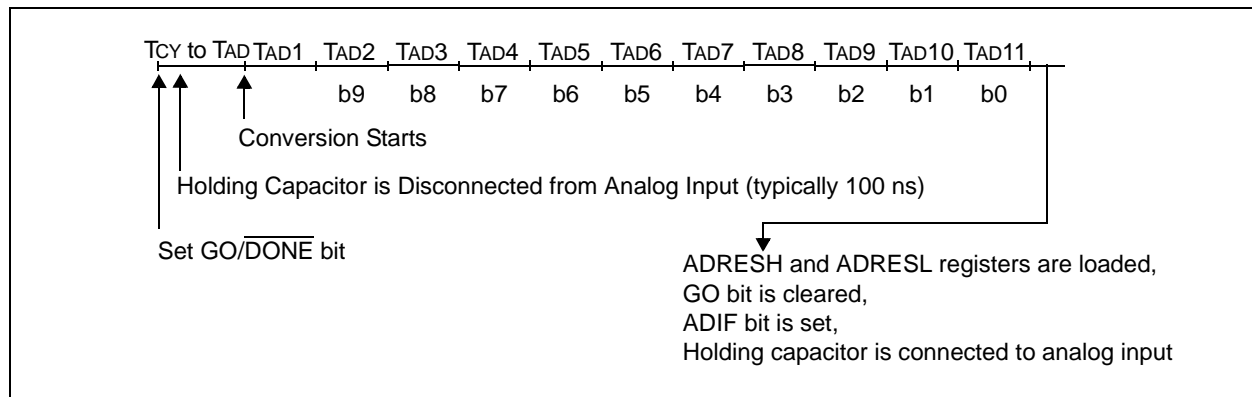 TCY to TAD TAD1 TAD2 TAD3 TAD4 TAD5 TAD6 TAD7 TAD8 TAD9 TAD10 TAD11
b9 b8 b7 b6 b5 b4 b3 b2 b1 b0
Conversion Starts
Holding Capacitor is Disconnected from Analog Input (typically 100 ns)
Set GO/DONE bit
ADRESH and ADRESL registers are loaded,
GO bit is cleared,
ADIF bit is set,
Holding capacitor is connected to analog input